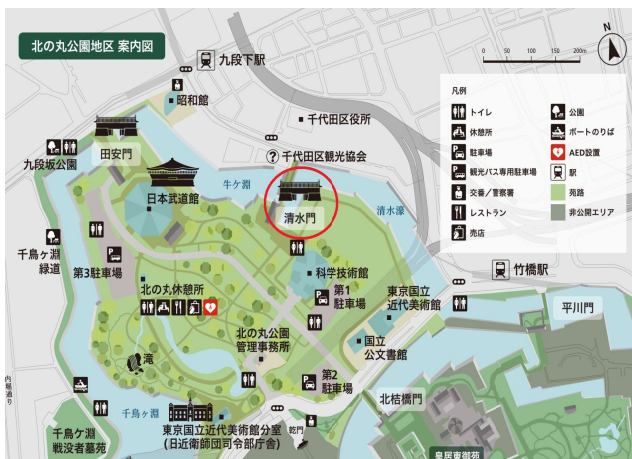 北の丸公園地区 案内図
九段下駅
N
0 50 100 150 200m
昭和館
千代田区役所
田安門
九段坂公園
千代田区観光協会
牛ケ淵
日本武道館
清水門
清水濠
凡例
トイレ
休憩所
駐車場
観光バス専用駐車場
交番/警察署
レストラン
売店
公園
ボートのりば
AED設置
駅
苑路
非公開エリア
千鳥ヶ淵
緑道
第3駐車場
北の丸休憩所
科学技術館
第1
駐車場
竹橋駅
東京国立
近代美術館
平川門
北の丸公園
管理事務所
国立
公文書館
滝
第2
駐車場
内堀通り
千鳥ヶ淵
北桔橋門
千鳥ケ淵
戦没者墓苑
東京国立近代美術館分室
(旧近衛師団司令部庁舎)
乾門
皇居東御苑